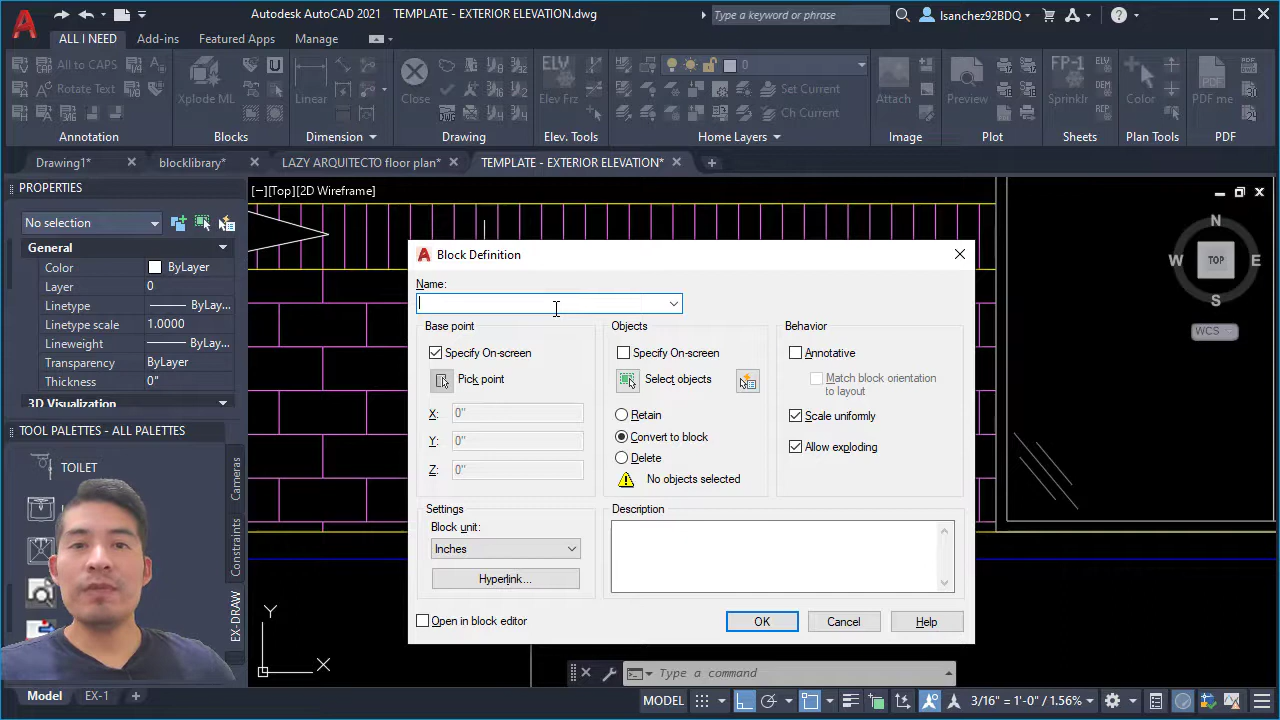 Autodesk AutoCAD 2021 TEMPLATE - EXTERIOR ELEVATION.dwg
Type a keyword or phrase
lsanchez92BDQ
ALL I NEED Add-ins Featured Apps Manage
All to CAPS
Rotate Text
Xplode ML
Linear
Close
ELV
Elev Frz
0
Set Current
Ch Current
Attach
Preview
FP-1
Sprinklr
ELV
Color
PDF
PDF me
Annotation Blocks Dimension Drawing Elev. Tools Home Layers Image Plot Sheets Plan Tools PDF
Drawing1* blocklibrary* LAZY ARQUITECTO floor plan* TEMPLATE - EXTERIOR ELEVATION*
PROPERTIES
No selection
General
Color ByLayer
Layer 0
Linetype ByLay...
Linetype scale 1.0000
Lineweight ByLay...
Transparency ByLayer
Thickness 0"
3D Visualization
TOOL PALETTES - ALL PALETTES
TOILET
Cameras
Constraints
EX-DRAW
[−][Top][2D Wireframe]
N
W TOP E
S
WCS
Block Definition
Name:
Base point
Specify On-screen
Pick point
X: 0"
Y: 0"
Z: 0"
Objects
Specify On-screen
Select objects
Retain
Convert to block
Delete
No objects selected
Behavior
Annotative
Match block orientation
to layout
Scale uniformly
Allow exploding
Settings
Block unit:
Inches
Hyperlink...
Description
Open in block editor
OK Cancel Help
Y
X
Type a command
Model EX-1
MODEL
3/16" = 1'-0" / 1.56%